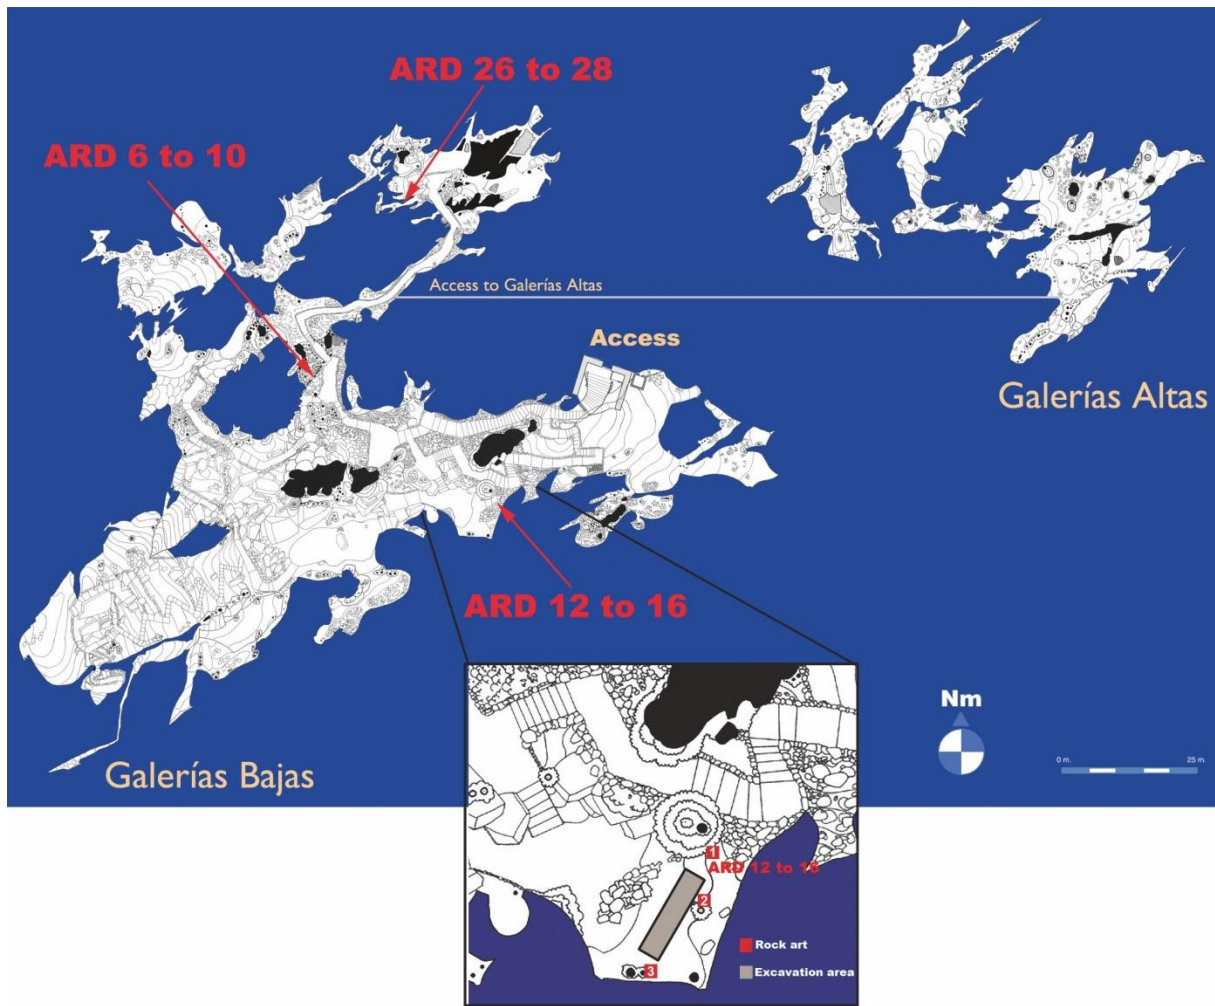 ARD 26 to 28
ARD 6 to 10
Access to Galerías Altas
Access
Galerías Altas
ARD 12 to 16
Nm
0 m.
25 m.
Galerías Bajas
1
ARD 12 to 16
2
3
Rock art
Excavation area